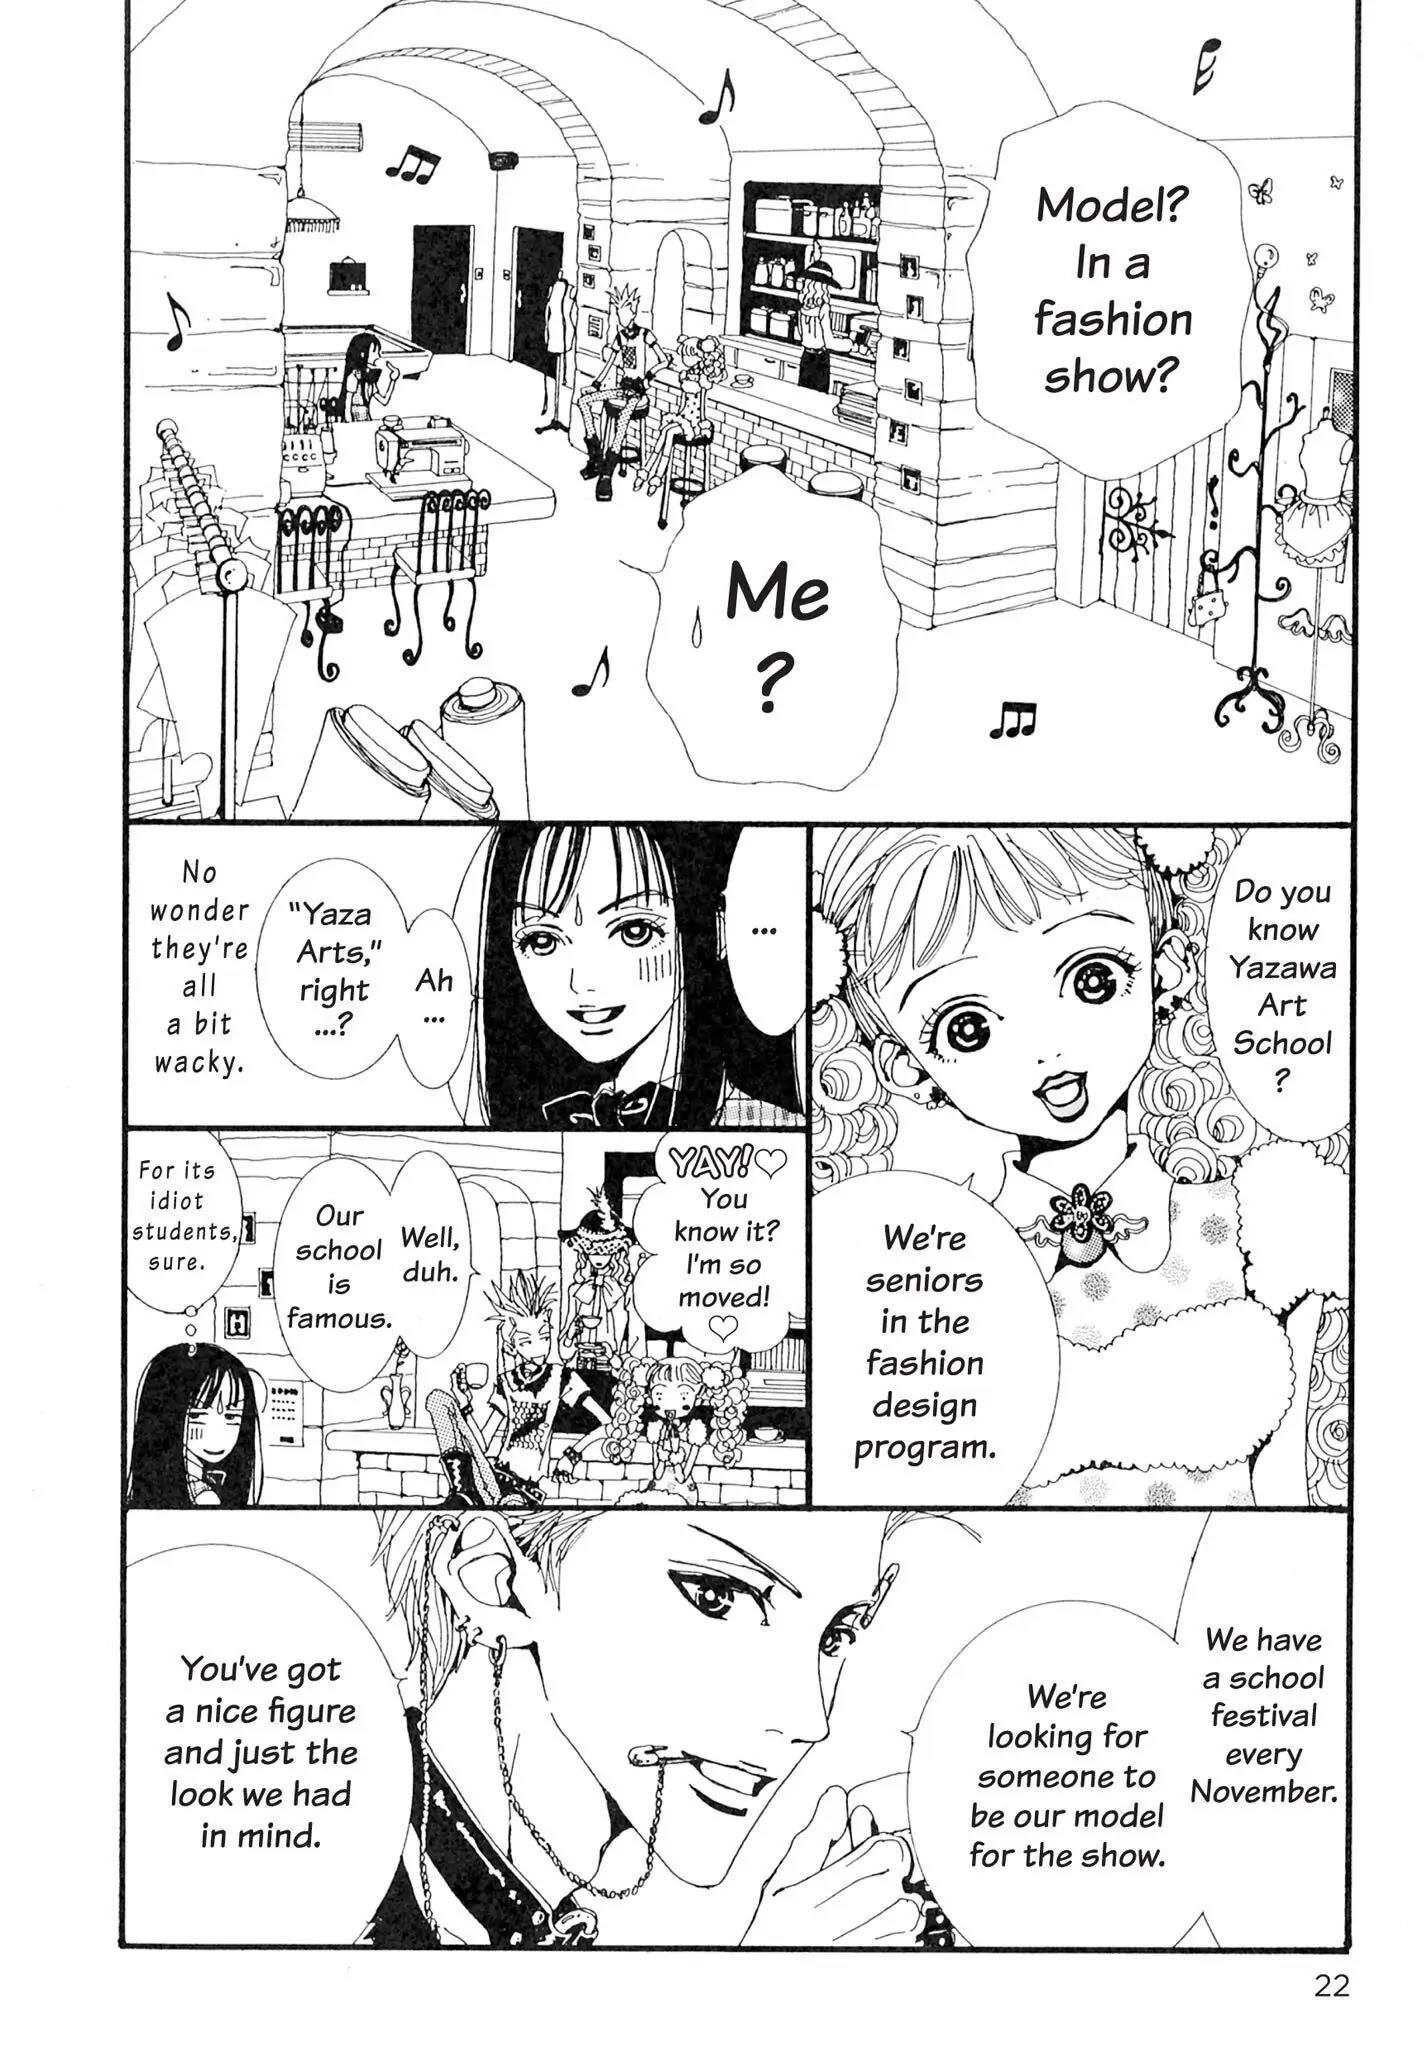 Model?
In a
fashion
show?
Me
?
Do you
know
Yazawa
Art
School
?
We're
seniors
in the
fashion
design
program.
...
Ah
...
"Yaza
Arts,"
right
...?
No
wonder
they're
all
a bit
wacky.
YAY!♡
You
know it?
I'm so
moved!
♡
Well,
duh.
Our
school
is
famous.
For its
idiot
students,
sure.
We have
a school
festival
every
November.
We're
looking for
someone to
be our model
for the show.
You've got
a nice figure
and just the
look we had
in mind.
22